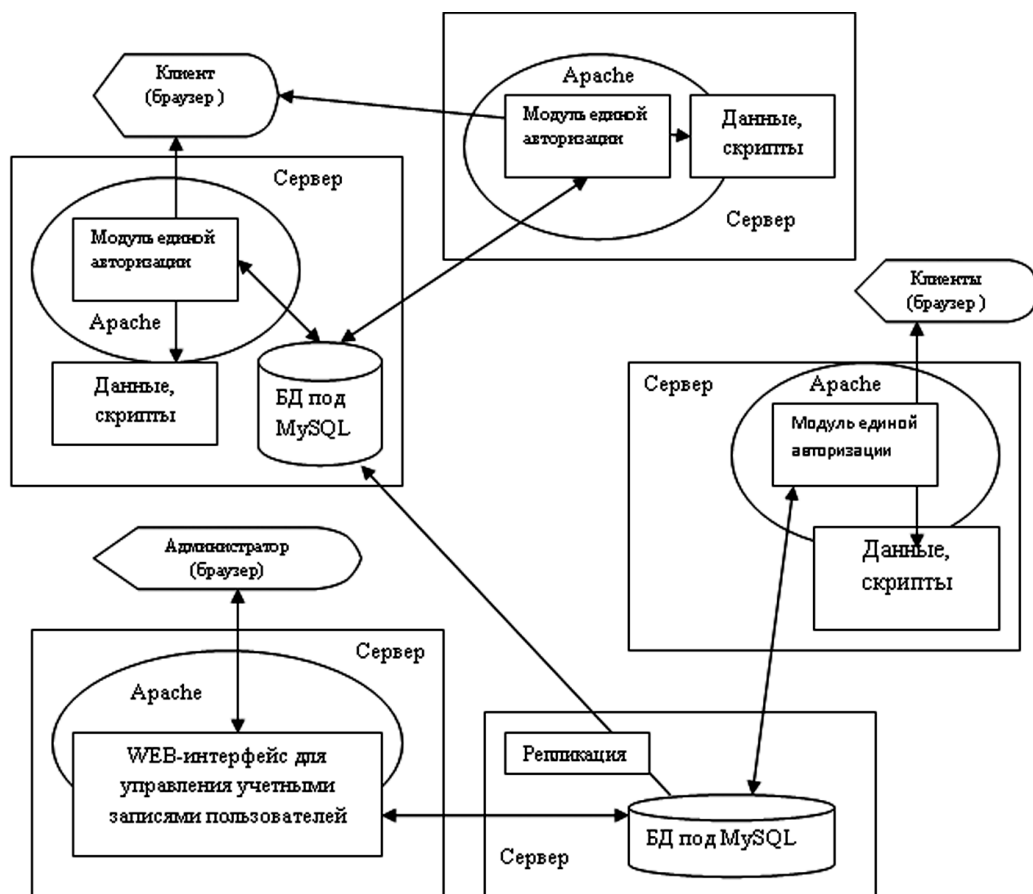 Клиент
(браузер )
Apache
Модуль единой
авторизации
Данные,
скрипты
Сервер
Сервер
Модуль единой
авторизации
Apache
Данные,
скрипты
БД под
MySQL
Клиенты
(браузер )
Сервер
Apache
Модуль единой
авторизации
Данные,
скрипты
Администратор
(браузер)
Сервер
Apache
WEB-интерфейс для
управления учетными
записями пользователей
Репликация
БД под MySQL
Сервер